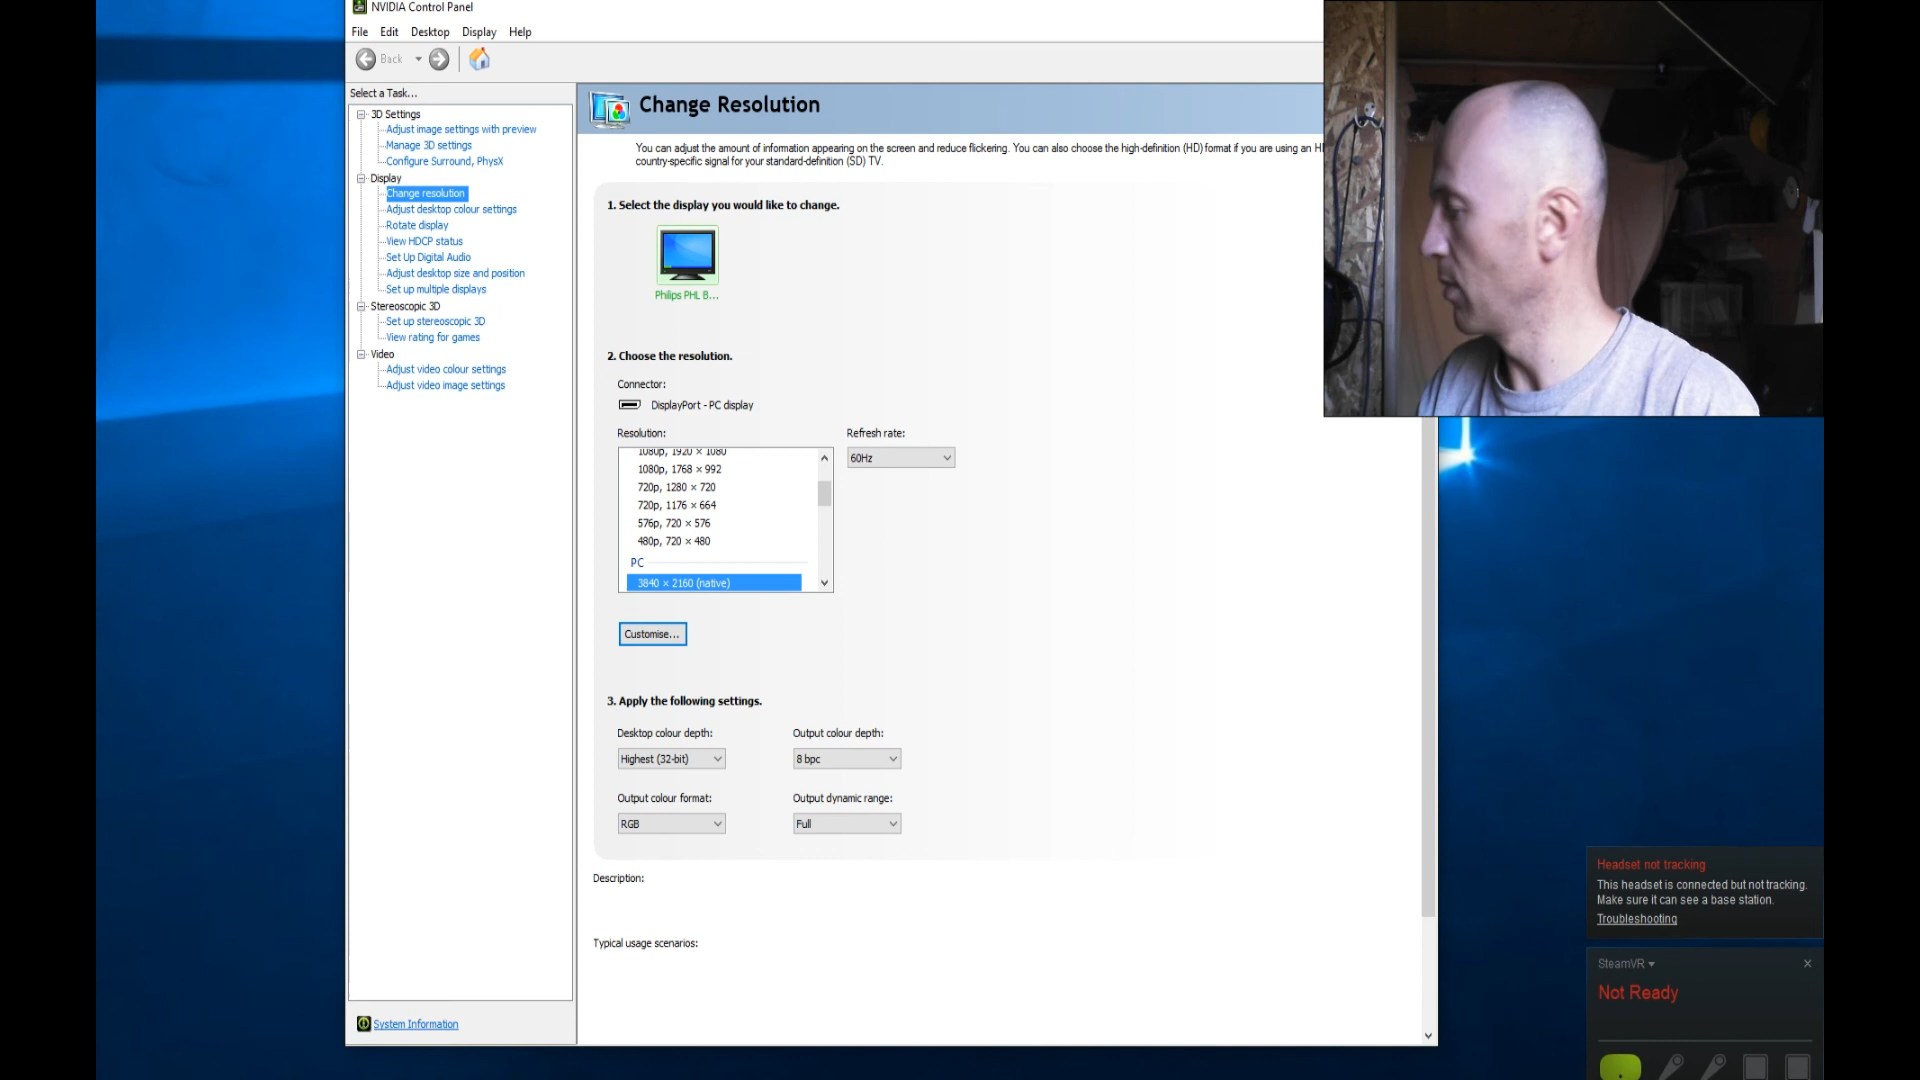 NVIDIA Control Panel
File Edit Desktop Display Help
Back
Select a Task...
3D Settings
Adjust image settings with preview
Manage 3D settings
Configure Surround, PhysX
Display
Change resolution
Adjust desktop colour settings
Rotate display
View HDCP status
Set Up Digital Audio
Adjust desktop size and position
Set up multiple displays
Stereoscopic 3D
Set up stereoscopic 3D
View rating for games
Video
Adjust video colour settings
Adjust video image settings
System Information
Change Resolution
You can adjust the amount of information appearing on the screen and reduce flickering. You can also choose the high-definition (HD) format if you are using an
country-specific signal for your standard-definition (SD) TV.
1. Select the display you would like to change.
Philips PHL B...
2. Choose the resolution.
Connector:
DisplayPort - PC display
Resolution:
Refresh rate:
60Hz
1080p, 1920 × 1080
1080p, 1768 × 992
720p, 1280 × 720
720p, 1176 × 664
576p, 720 × 576
480p, 720 × 480
PC
3840 × 2160 (native)
Customise...
3. Apply the following settings.
Desktop colour depth:
Output colour depth:
Highest (32-bit)
8 bpc
Output colour format:
Output dynamic range:
RGB
Full
Description:
Typical usage scenarios:
Headset not tracking
This headset is connected but not tracking.
Make sure it can see a base station.
Troubleshooting
SteamVR
Not Ready